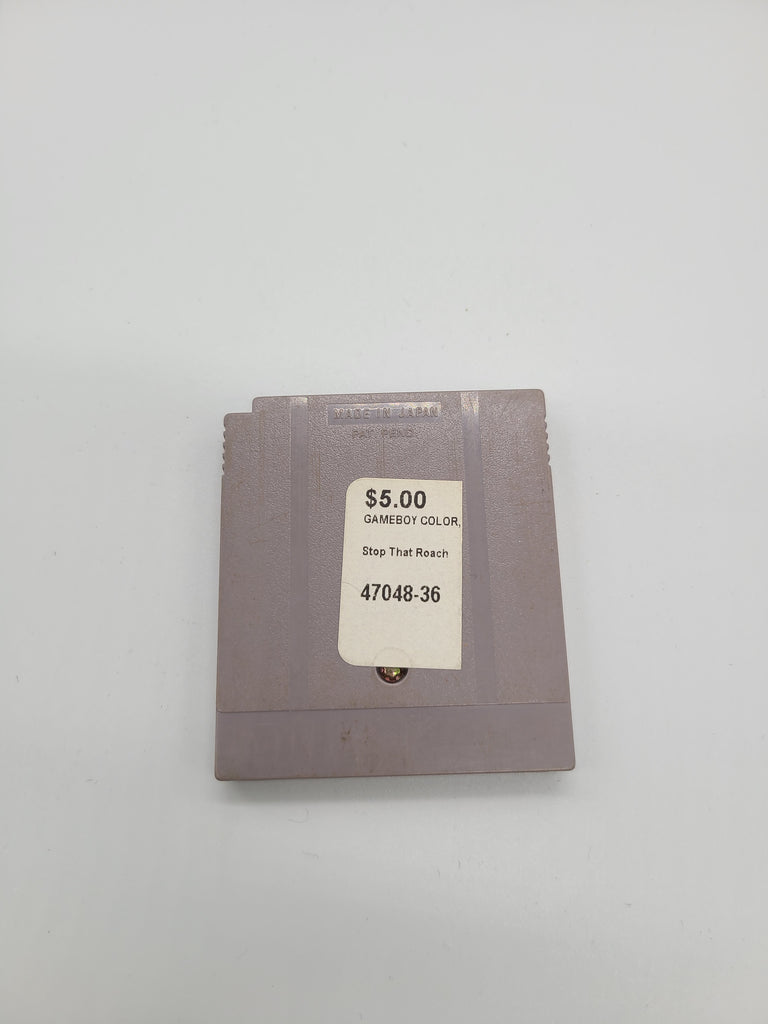 MADE IN JAPAN
PAT. PEND.
$5.00
GAMEBOY COLOR,
Stop That Roach
47048-36